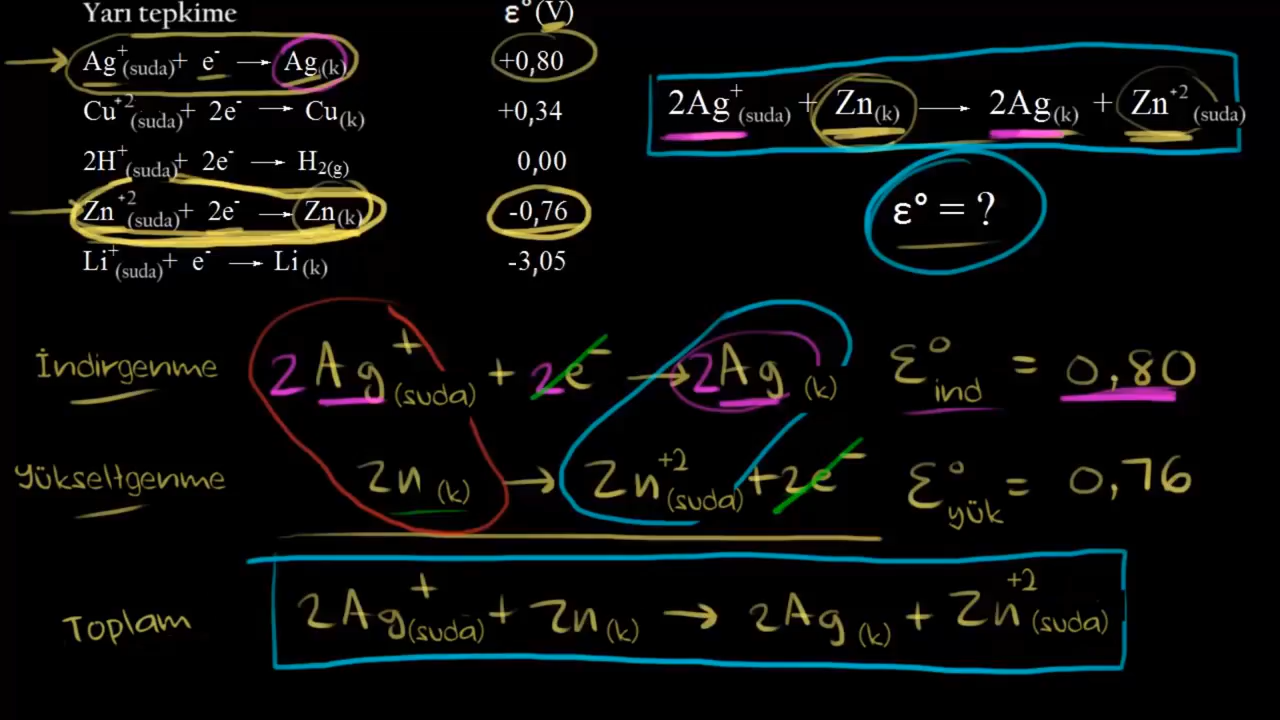 Yarı tepkime ε°(V)
Ag⁺(suda) + e⁻ → Ag(k) +0,80
Cu⁺²(suda) + 2e⁻ → Cu(k) +0,34
2H⁺(suda) + 2e⁻ → H₂(g) 0,00
Zn⁺²(suda) + 2e⁻ → Zn(k) -0,76
Li⁺(suda) + e⁻ → Li(k) -3,05
2Ag⁺(suda) + Zn(k) → 2Ag(k) + Zn⁺²(suda)
ε° = ?
İndirgenme 2Ag⁺(suda) + 2e⁻ → 2Ag(k) ε°ind = 0,80
Yükseltgenme Zn(k) → Zn⁺²(suda) + 2e⁻ ε°yük = 0,76
Toplam 2Ag⁺(suda) + Zn(k) → 2Ag(k) + Zn⁺²(suda)